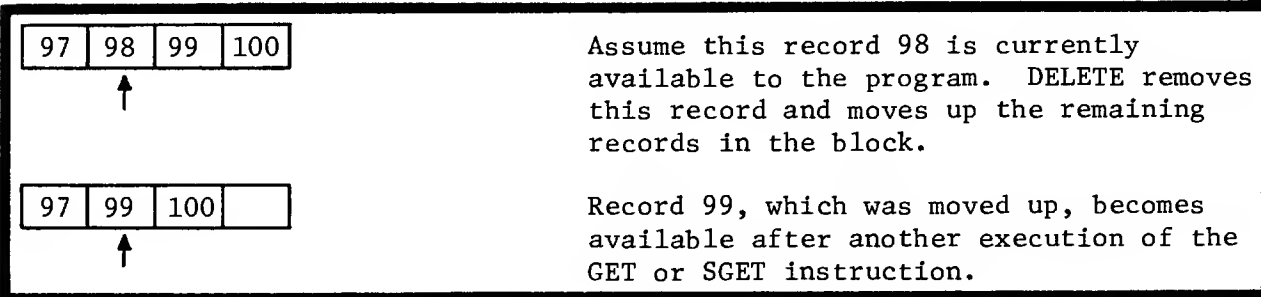 97 98 99 100
Assume this record 98 is currently
available to the program. DELETE removes
this record and moves up the remaining
records in the block.
97 99 100
Record 99, which was moved up, becomes
available after another execution of the
GET or SGET instruction.